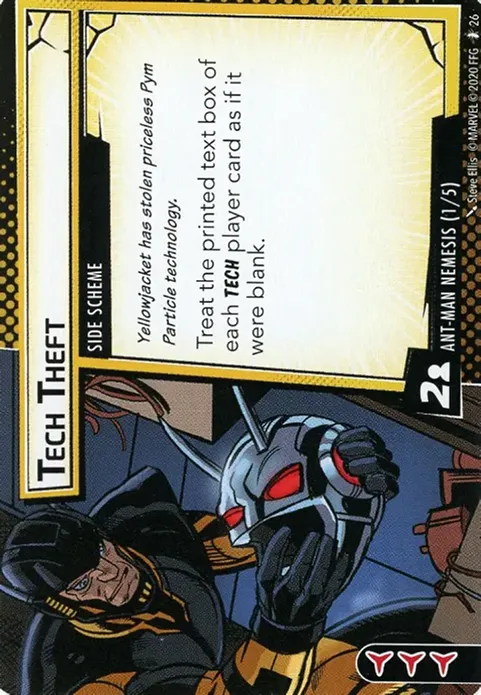 TECH THEFT
SIDE SCHEME
Yellowjacket has stolen priceless Pym
Particle technology.
Treat the printed text box of
each TECH player card as if it
were blank.
2
ANT-MAN NEMESIS (1/5)
Steve Ellis © MARVEL © 2020 FFG 26